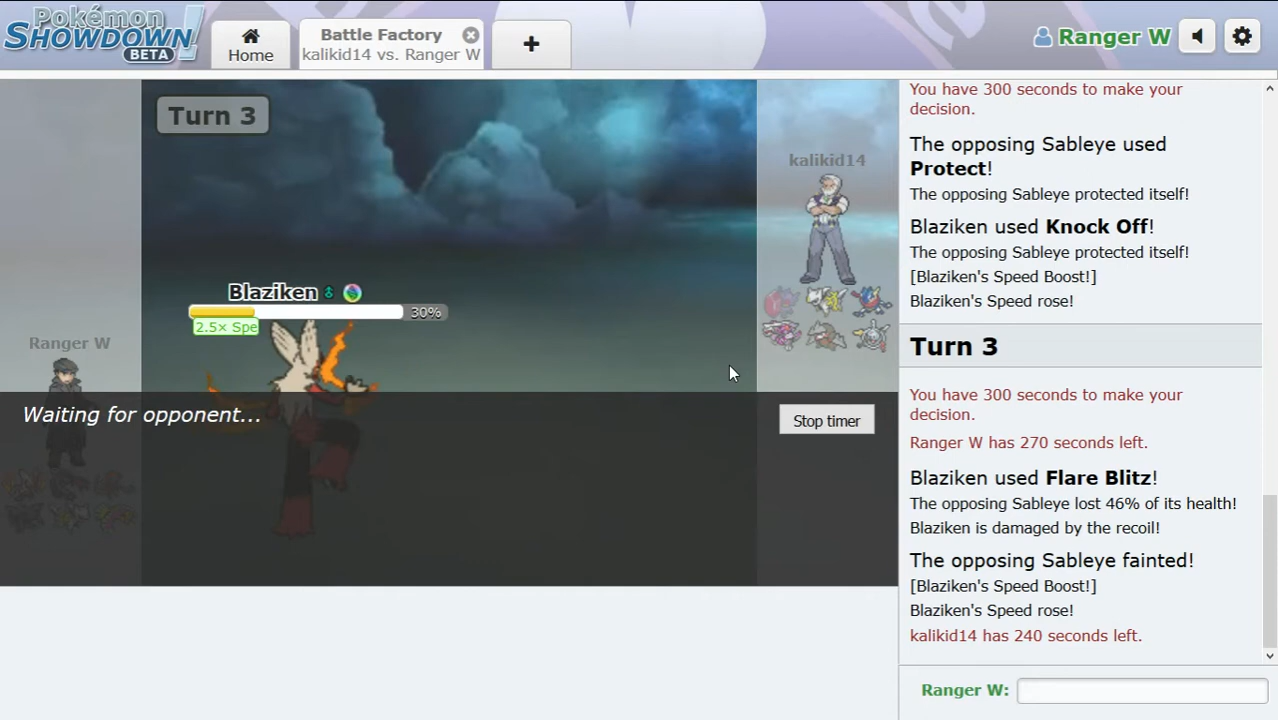 Pokémon
SHOWDOWN!
BETA
Home
Battle Factory
kalikid14 vs. Ranger W
+
Ranger W
Turn 3
kalikid14
Blaziken
30%
2.5× Spe
Ranger W
Waiting for opponent...
Stop timer
You have 300 seconds to make your
decision.
The opposing Sableye used
Protect!
The opposing Sableye protected itself!
Blaziken used Knock Off!
The opposing Sableye protected itself!
[Blaziken's Speed Boost!]
Blaziken's Speed rose!
Turn 3
You have 300 seconds to make your
decision.
Ranger W has 270 seconds left.
Blaziken used Flare Blitz!
The opposing Sableye lost 46% of its health!
Blaziken is damaged by the recoil!
The opposing Sableye fainted!
[Blaziken's Speed Boost!]
Blaziken's Speed rose!
kalikid14 has 240 seconds left.
Ranger W: